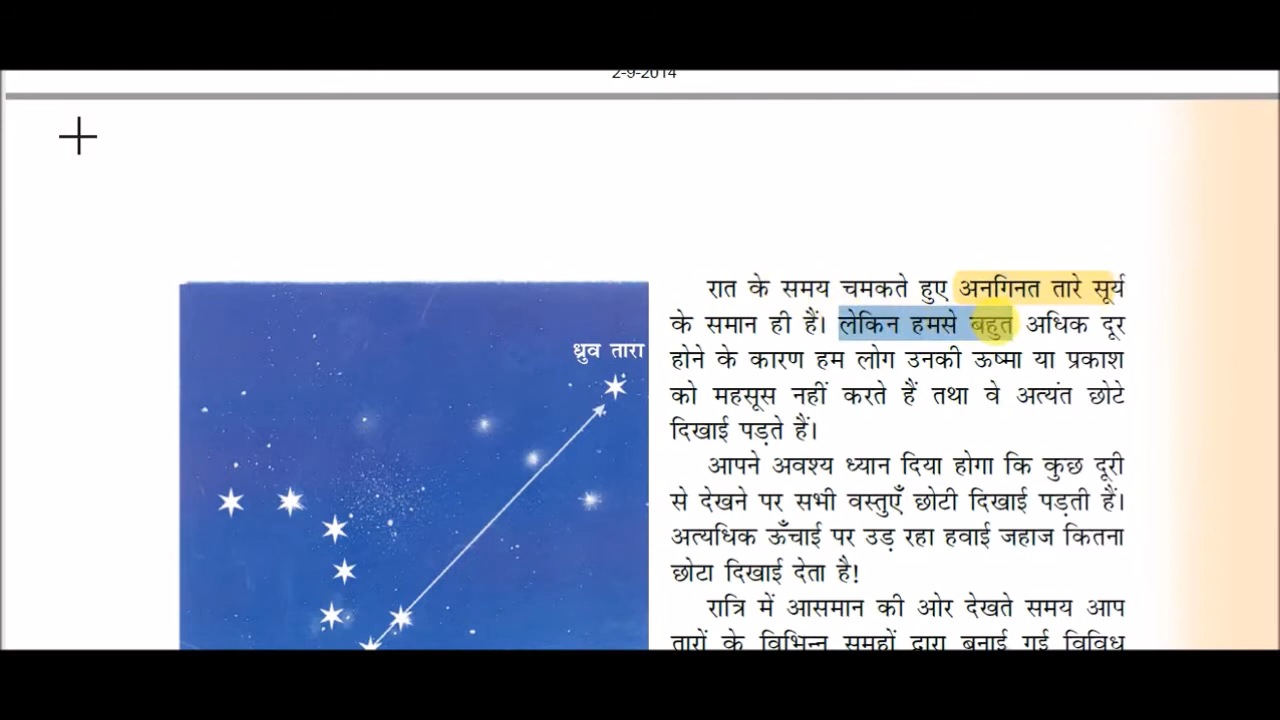 2-9-2014
रात के समय चमकते हुए अनगिनत तारे सूर्य
के समान ही हैं। लेकिन हमसे बहुत अधिक दूर
होने के कारण हम लोग उनकी ऊष्मा या प्रकाश
को महसूस नहीं करते हैं तथा वे अत्यंत छोटे
दिखाई पड़ते हैं।
आपने अवश्य ध्यान दिया होगा कि कुछ दूरी
से देखने पर सभी वस्तुएँ छोटी दिखाई पड़ती हैं।
अत्यधिक ऊँचाई पर उड़ रहा हवाई जहाज कितना
छोटा दिखाई देता है!
रात्रि में आसमान की ओर देखते समय आप
तारों के विभिन्न समूहों द्वारा बनाई गई विविध
ध्रुव तारा